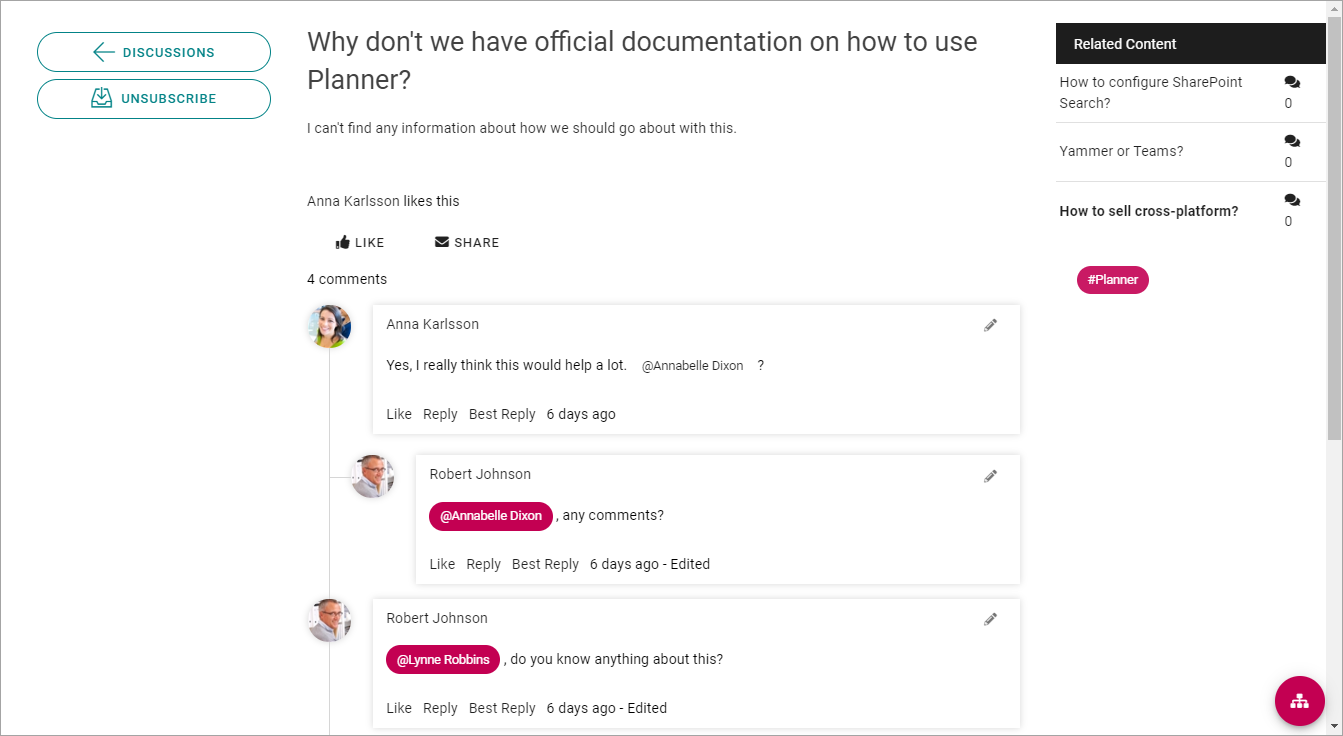 DISCUSSIONS
UNSUBSCRIBE
Why don't we have official documentation on how to use
Planner?
I can't find any information about how we should go about with this.
Anna Karlsson likes this
LIKE SHARE
4 comments
Anna Karlsson
Yes, I really think this would help a lot. @Annabelle Dixon ?
Like Reply Best Reply 6 days ago
Robert Johnson
@Annabelle Dixon , any comments?
Like Reply Best Reply 6 days ago - Edited
Robert Johnson
@Lynne Robbins , do you know anything about this?
Like Reply Best Reply 6 days ago - Edited
Related Content
How to configure SharePoint
Search?
0
Yammer or Teams?
0
How to sell cross-platform?
0
#Planner